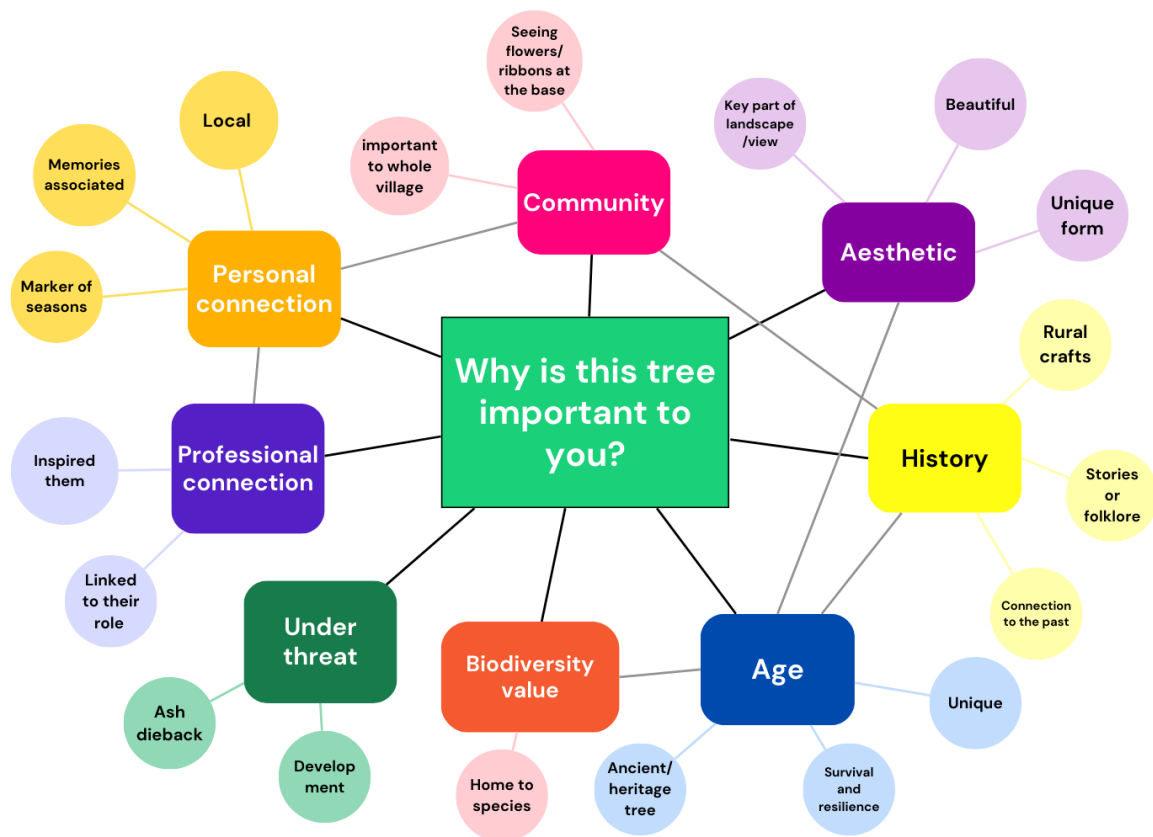 Why is this tree
important to
you?
Community
Seeing
flowers/
ribbons at
the base
important
to whole
village
Aesthetic
Key part of
landscape
/view
Beautiful
Unique
form
History
Rural
crafts
Stories
or
folklore
Connection
to the past
Age
Unique
Survival
and
resilience
Ancient/
heritage
tree
Biodiversity
value
Home to
species
Under
threat
Develop
ment
Ash
dieback
Professional
connection
Linked
to their
role
Inspired
them
Personal
connection
Marker of
seasons
Memories
associated
Local